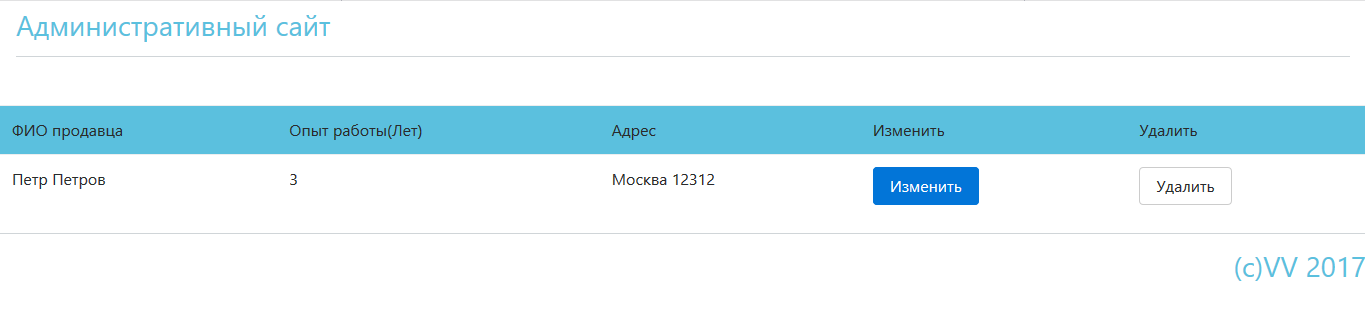 Административный сайт
ФИО продавца Опыт работы(Лет) Адрес Изменить Удалить
Петр Петров 3 Москва 12312 Изменить Удалить
(c)VV 2017